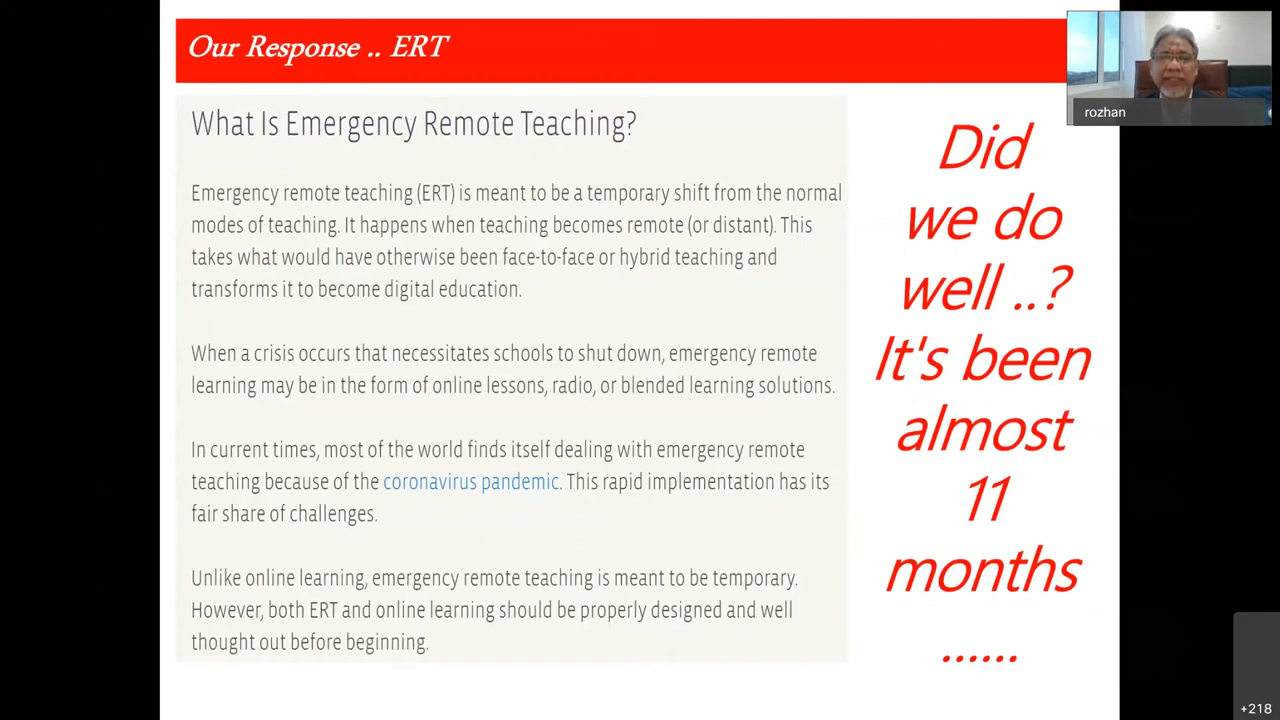 Our Response .. ERT
rozhan
What Is Emergency Remote Teaching?
Emergency remote teaching (ERT) is meant to be a temporary shift from the normal
modes of teaching. It happens when teaching becomes remote (or distant). This
takes what would have otherwise been face-to-face or hybrid teaching and
transforms it to become digital education.
When a crisis occurs that necessitates schools to shut down, emergency remote
learning may be in the form of online lessons, radio, or blended learning solutions.
In current times, most of the world finds itself dealing with emergency remote
teaching because of the coronavirus pandemic. This rapid implementation has its
fair share of challenges.
Unlike online learning, emergency remote teaching is meant to be temporary.
However, both ERT and online learning should be properly designed and well
thought out before beginning.
Did
we do
well ..?
It's been
almost
11
months
......
+218